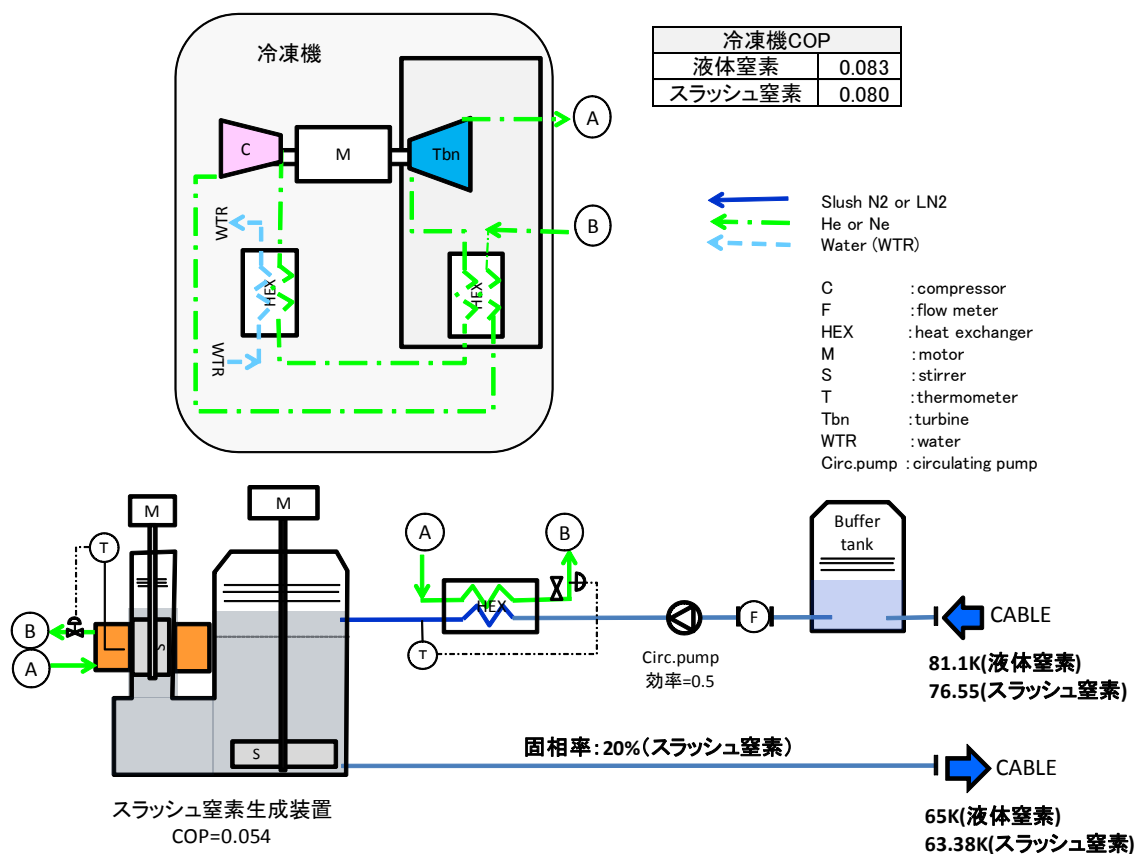 冷凍機
冷凍機COP
液体窒素 0.083
スラッシュ窒素 0.080
A
C
M
Tbn
B
WTR
HEX
HEX
WTR
Slush N2 or LN2
He or Ne
Water (WTR)
C :compressor
F :flow meter
HEX :heat exchanger
M :motor
S :stirrer
T :thermometer
Tbn :turbine
WTR :water
Circ.pump :circulating pump
M
M
T
A
B
Buffer
tank
HEX
F
CABLE
B
S
T
Circ.pump
効率=0.5
81.1K(液体窒素)
76.55(スラッシュ窒素)
A
S
固相率:20%(スラッシュ窒素)
CABLE
スラッシュ窒素生成装置
COP=0.054
65K(液体窒素)
63.38K(スラッシュ窒素)